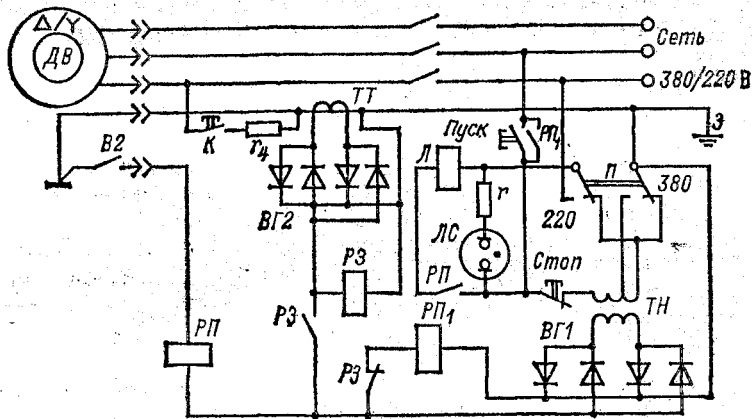 Δ/Y
ДВ
Сеть
380/220 В
ТТ
Э
В2
К
r4
Пуск
РП1
Л
П
r
380
220
ВГ2
ЛС
Стоп
РЗ
РП
РЗ
РП1
ТН
ВГ1
РП
РЗ